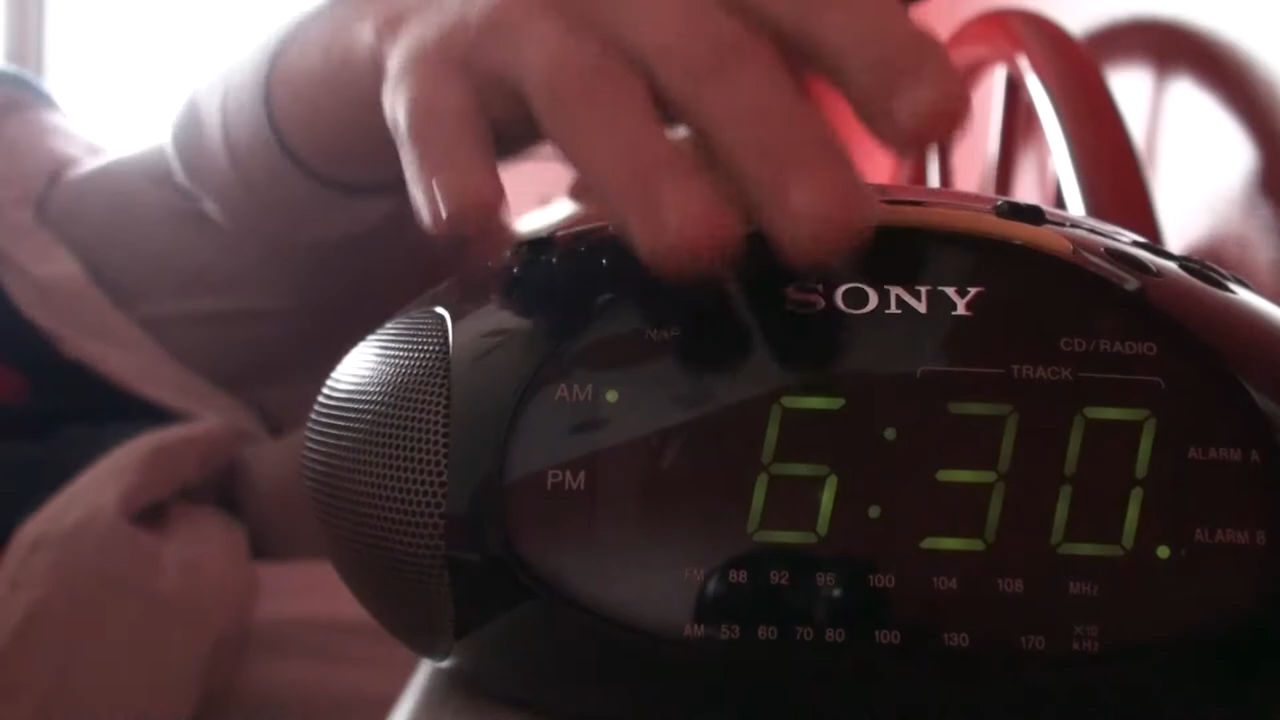 SONY
NAP
CD/RADIO
TRACK
AM
6:30
ALARM A
PM
ALARM B
FM 88 92 96 100 104 108 MHz
AM 53 60 70 80 100 130 170 X10 kHz